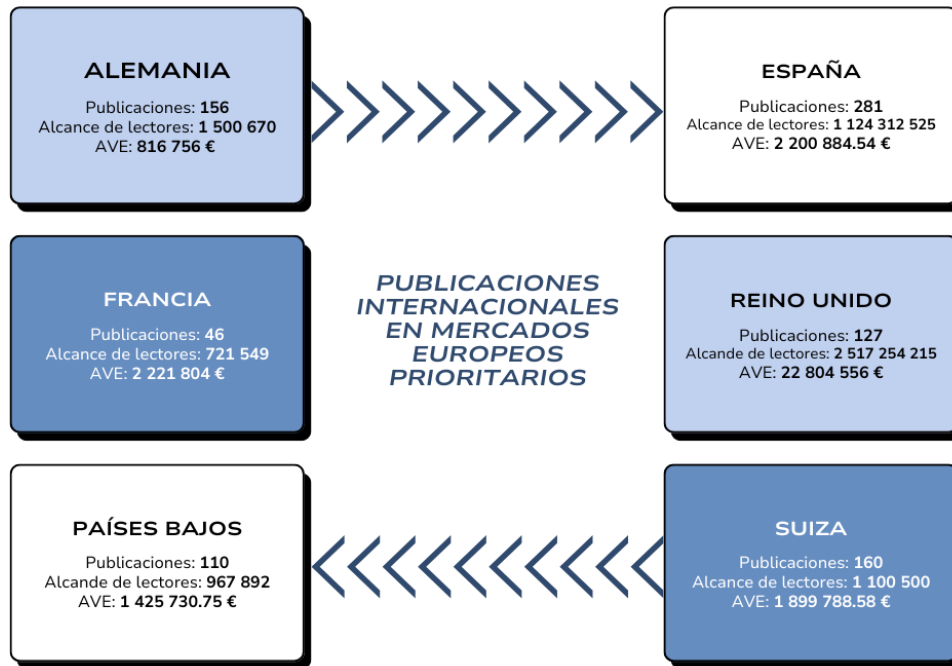 ALEMANIA
Publicaciones: 156
Alcance de lectores: 1 500 670
AVE: 816 756 €
ESPAÑA
Publicaciones: 281
Alcance de lectores: 1 124 312 525
AVE: 2 200 884.54 €
FRANCIA
Publicaciones: 46
Alcance de lectores: 721 549
AVE: 2 221 804 €
PUBLICACIONES
INTERNACIONALES
EN MERCADOS
EUROPEOS
PRIORITARIOS
REINO UNIDO
Publicaciones: 127
Alcande de lectores: 2 517 254 215
AVE: 22 804 556 €
PAÍSES BAJOS
Publicaciones: 110
Alcande de lectores: 967 892
AVE: 1 425 730.75 €
SUIZA
Publicaciones: 160
Alcance de lectores: 1 100 500
AVE: 1 899 788.58 €